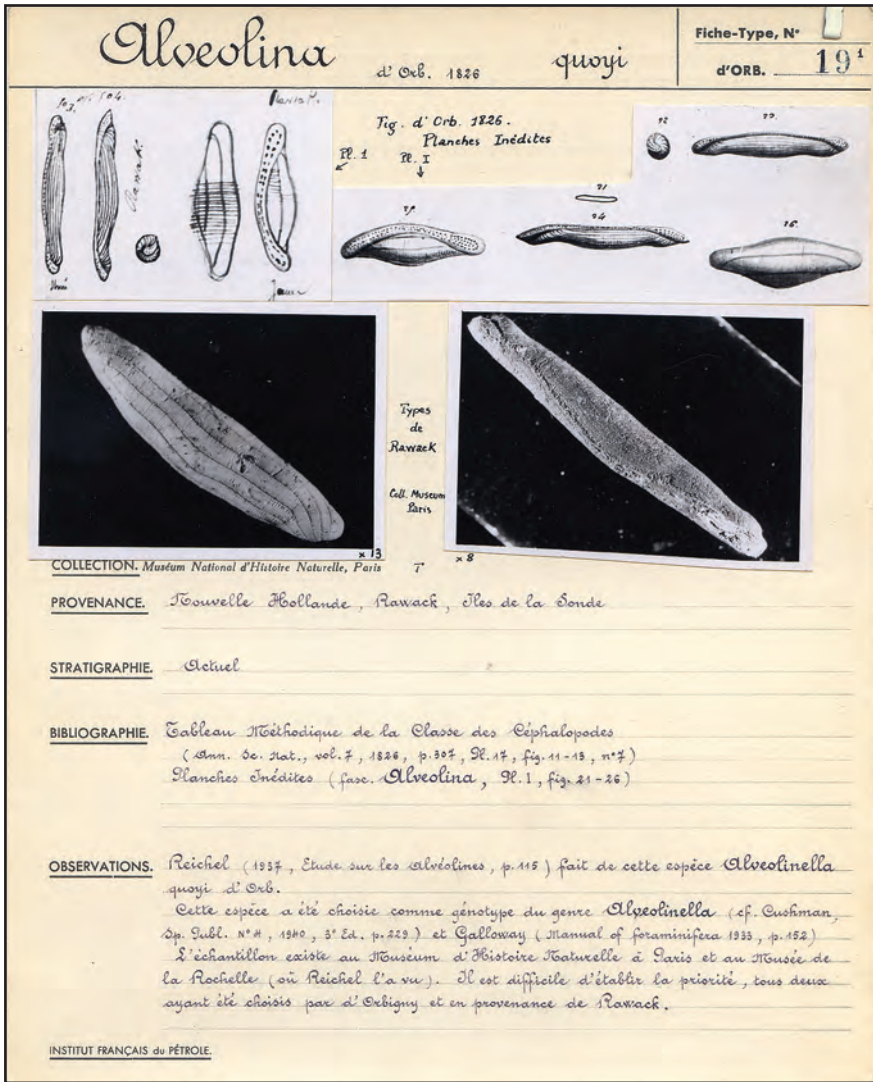 Alveolina d'Orb. 1826 quoyi
Fiche-Type, Nº
d'ORB. 19¹
Rawack.
Fig. d'Orb. 1826.
Planches Inédites
Pl. 1 Pl. I
22
23.
21
25.
24
26.
Types
de
Rawack
Coll. Museum
Paris
x 13
x 8
COLLECTION. Muséum National d'Histoire Naturelle, Paris T
PROVENANCE. Nouvelle Hollande, Rawack, Iles de la Sonde
STRATIGRAPHIE. Actuel
BIBLIOGRAPHIE. Tableau Méthodique de la Classe des Céphalopodes
(Ann. Sc. Nat., vol. 7, 1826, p. 307, Pl. 17, fig. 11-13, n° 7)
Planches Inédites (fasc. Alveolina, Pl. I, fig. 21-26)
OBSERVATIONS. Reichel (1937, Etude sur les alvéolines, p. 115) fait de cette espèce Alveolinella
quoyi d'Orb.
Cette espèce a été choisie comme génotype du genre Alveolinella (cf. Cushman,
Sp. Publ. N° 4, 1940, 3° Ed. p. 229) et Galloway (Manual of foraminifera 1933, p. 152)
L'échantillon existe au Muséum d'Histoire Naturelle à Paris et au Musée de
la Rochelle (où Reichel l'a vu). Il est difficile d'établir la priorité, tous deux
ayant été choisis par d'Orbigny et en provenance de Rawack.
INSTITUT FRANÇAIS du PÉTROLE.